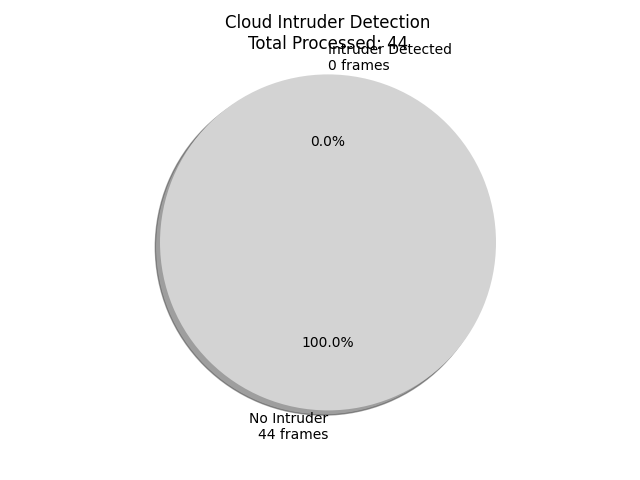 Cloud Intruder Detection
Total Processed: 44
Intruder Detected
0 frames
0.0%
100.0%
No Intruder
44 frames